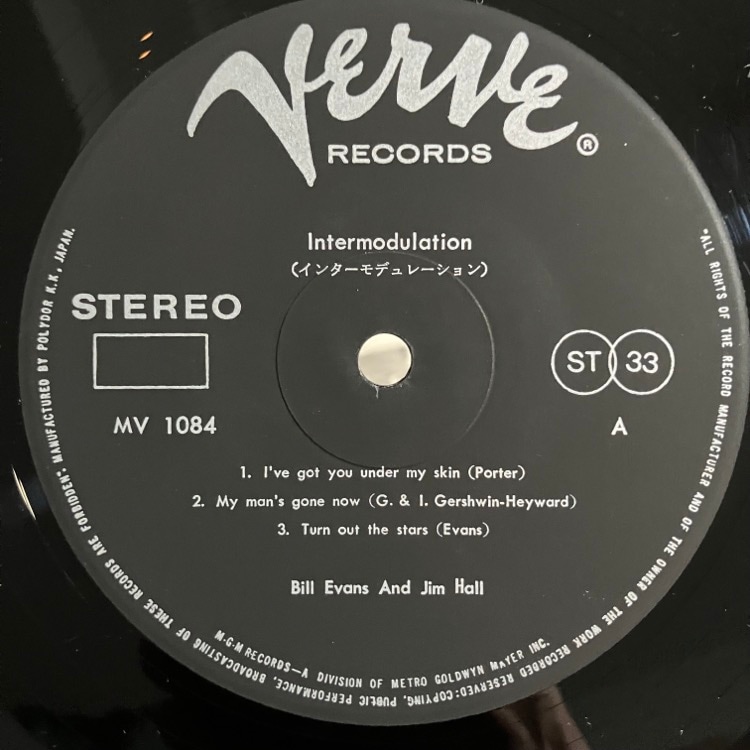 Verve
RECORDS ®
Intermodulation
(インターモデュレーション)
STEREO
ST 33
MV 1084
A
1. I've got you under my skin (Porter)
2. My man's gone now (G. & I. Gershwin-Heyward)
3. Turn out the stars (Evans)
Bill Evans And Jim Hall
M-G-M RECORDS—A DIVISION OF METRO GOLDWYN MAYER INC.
"ALL RIGHTS OF THE RECORD MANUFACTURER AND OF THE OWNER OF THE WORK RECORDED RESERVED: COPYING, PUBLIC PERFORMANCE, BROADCASTING OF THESE RECORDS ARE FORBIDDEN: MANUFACTURED BY POLYDOR K.K, JAPAN.